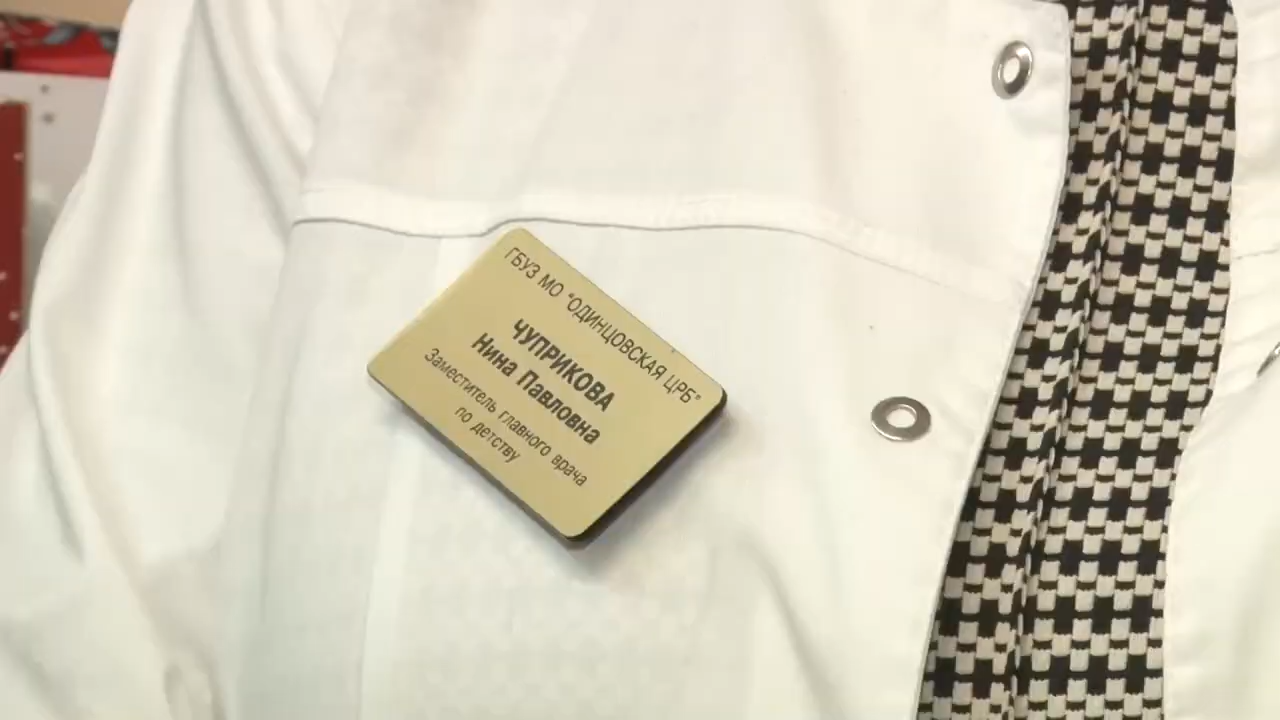 ГБУЗ МО "ОДИНЦОВСКАЯ ЦРБ"
ЧУПРИКОВА
Нина Павловна
Заместитель главного врача
по детству